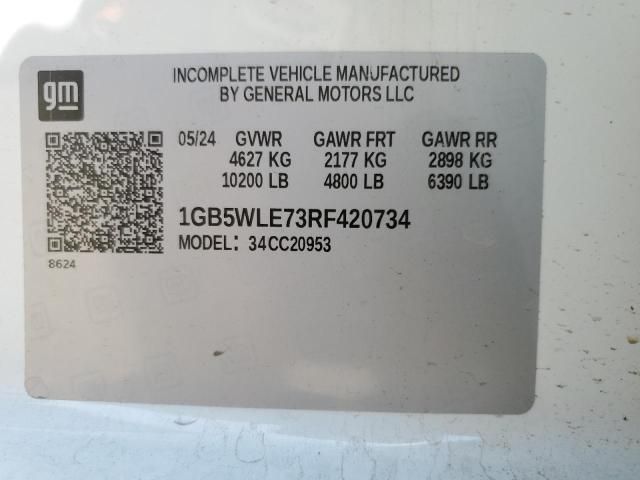 gm
INCOMPLETE VEHICLE MANUFACTURED
BY GENERAL MOTORS LLC
05/24 GVWR GAWR FRT GAWR RR
4627 KG 2177 KG 2898 KG
10200 LB 4800 LB 6390 LB
1GB5WLE73RF420734
MODEL: 34CC20953
8624